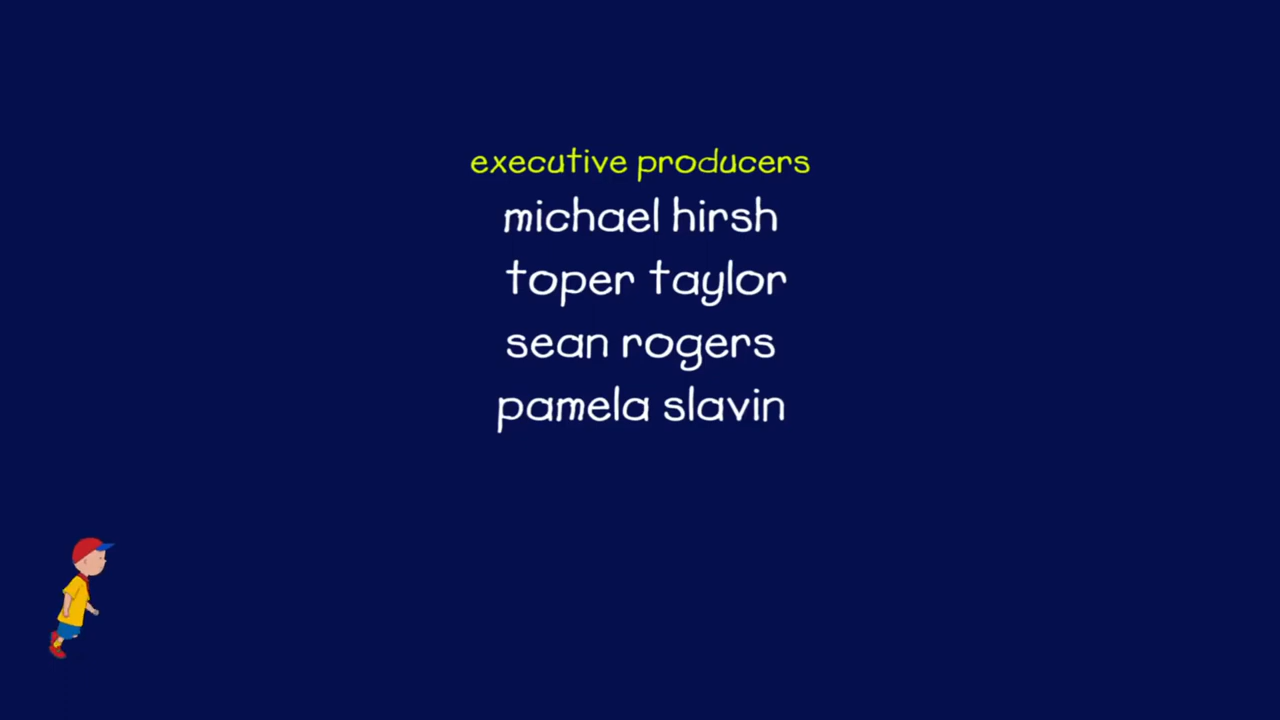 executive producers
michael hirsh
toper taylor
sean rogers
pamela slavin